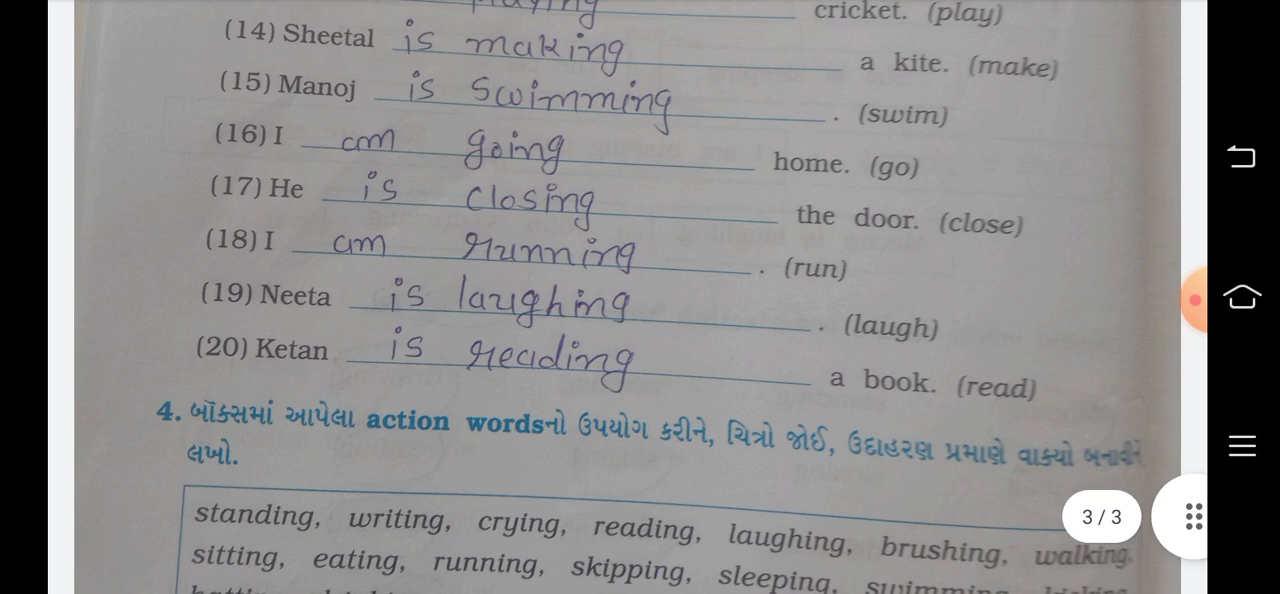 playing cricket. (play)
(14) Sheetal is making a kite. (make)
(15) Manoj is swimming . (swim)
(16) I am going home. (go)
(17) He is closing the door. (close)
(18) I am running . (run)
(19) Neeta is laughing . (laugh)
(20) Ketan is reading a book. (read)
4. બૉક્સમાં આપેલા action wordsનો ઉપયોગ કરીને, ચિત્રો જોઈ, ઉદાહરણ પ્રમાણે વાક્યો બનાવીને
લખો.
standing, writing, crying, reading, laughing, brushing, walking,
sitting, eating, running, skipping, sleeping, swimming,
3 / 3